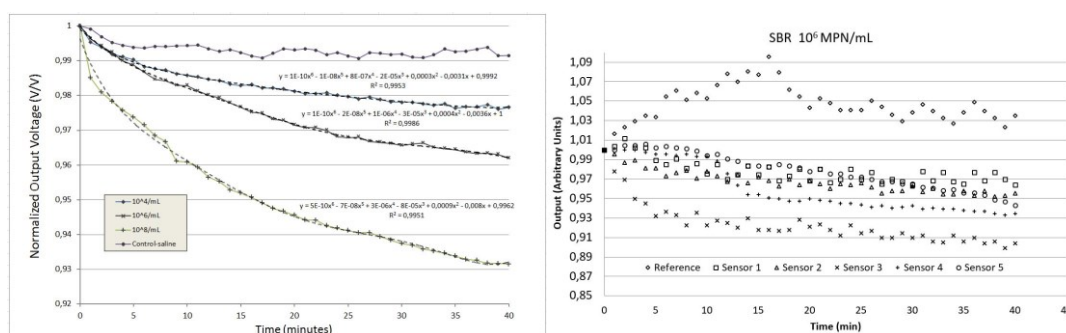 Normalized Output Voltage (V/V)
1
0,99
0,98
0,97
0,96
0,95
0,94
0,93
0,92
y = 1E-10x⁶ - 1E-08x⁵ + 8E-07x⁴ - 2E-05x³ + 0,0003x² - 0,0031x + 0,9992
R² = 0,9953
y = 1E-10x⁶ - 2E-08x⁵ + 1E-06x⁴ - 3E-05x³ + 0,0004x² - 0,0036x + 1
R² = 0,9986
y = 5E-10x⁶ - 7E-08x⁵ + 3E-06x⁴ - 8E-05x³ + 0,0009x² - 0,008x + 0,9962
R² = 0,9951
10^4/mL
10^6/mL
10^8/mL
Control-saline
0 10 20 30 40
Time (minutes)
SBR 10⁶ MPN/mL
Output (Arbitrary Units)
1,09
1,07
1,05
1,03
1,01
0,99
0,97
0,95
0,93
0,91
0,89
0,87
0,85
Reference Sensor 1 Sensor 2 Sensor 3 Sensor 4 Sensor 5
0 5 10 15 20 25 30 35 40 45
Time (min)